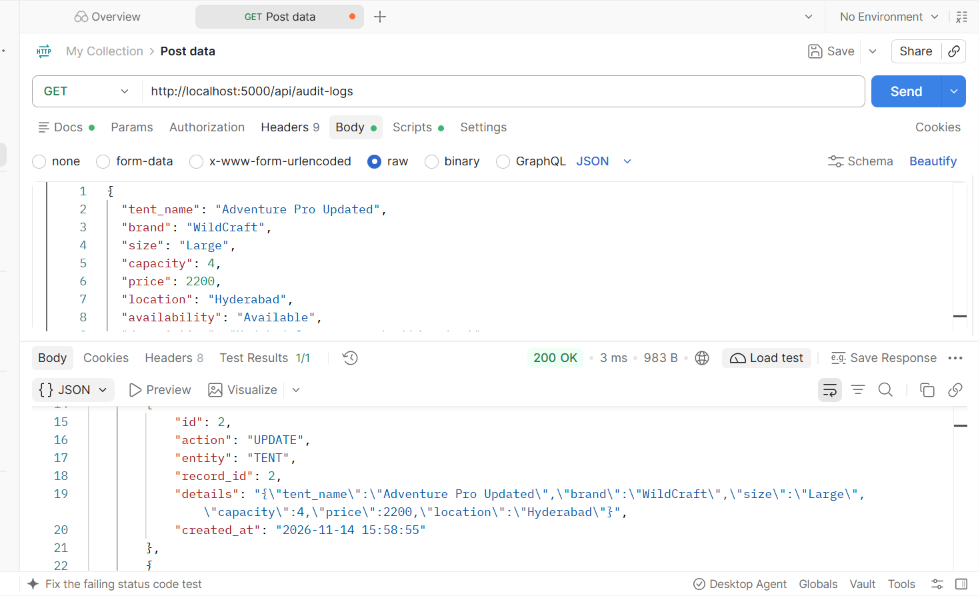 Overview
GET Post data
No Environment
HTTP My Collection > Post data
Save
Share
GET
http://localhost:5000/api/audit-logs
Send
Docs Params Authorization Headers 9 Body Scripts Settings
Cookies
none form-data x-www-form-urlencoded raw binary GraphQL JSON
Schema Beautify
1 {
2 "tent_name": "Adventure Pro Updated",
3 "brand": "WildCraft",
4 "size": "Large",
5 "capacity": 4,
6 "price": 2200,
7 "location": "Hyderabad",
8 "availability": "Available",
Body Cookies Headers 8 Test Results 1/1
200 OK • 3 ms • 983 B
Load test
e.g. Save Response
{ } JSON Preview Visualize
15 "id": 2,
16 "action": "UPDATE",
17 "entity": "TENT",
18 "record_id": 2,
19 "details": "{\"tent_name\":\"Adventure Pro Updated\",\"brand\":\"WildCraft\",\"size\":\"Large\",
\"capacity\":4,\"price\":2200,\"location\":\"Hyderabad\"}",
20 "created_at": "2026-11-14 15:58:55"
21 },
22 {
Fix the failing status code test
Desktop Agent Globals Vault Tools